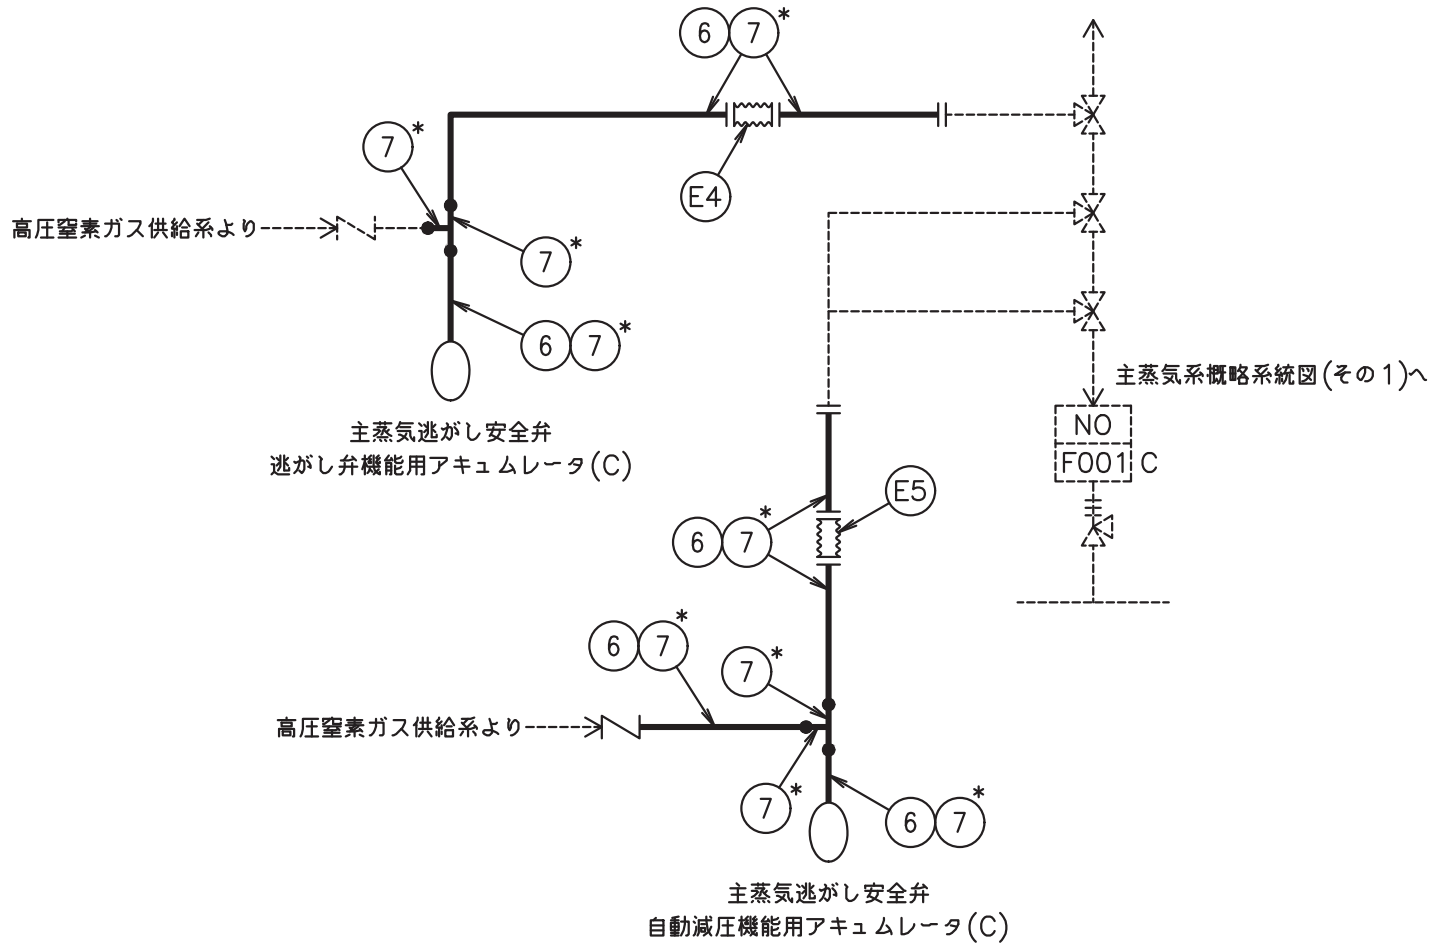 6 7*
7*
E4
高圧窒素ガス供給系より
7*
6 7*
主蒸気系概略系統図(その1)へ
NO
F001 C
主蒸気逃がし安全弁
逃がし弁機能用アキュムレータ(C)
E5
6 7*
6 7*
7*
高圧窒素ガス供給系より
7*
6 7*
主蒸気逃がし安全弁
自動減圧機能用アキュムレータ(C)